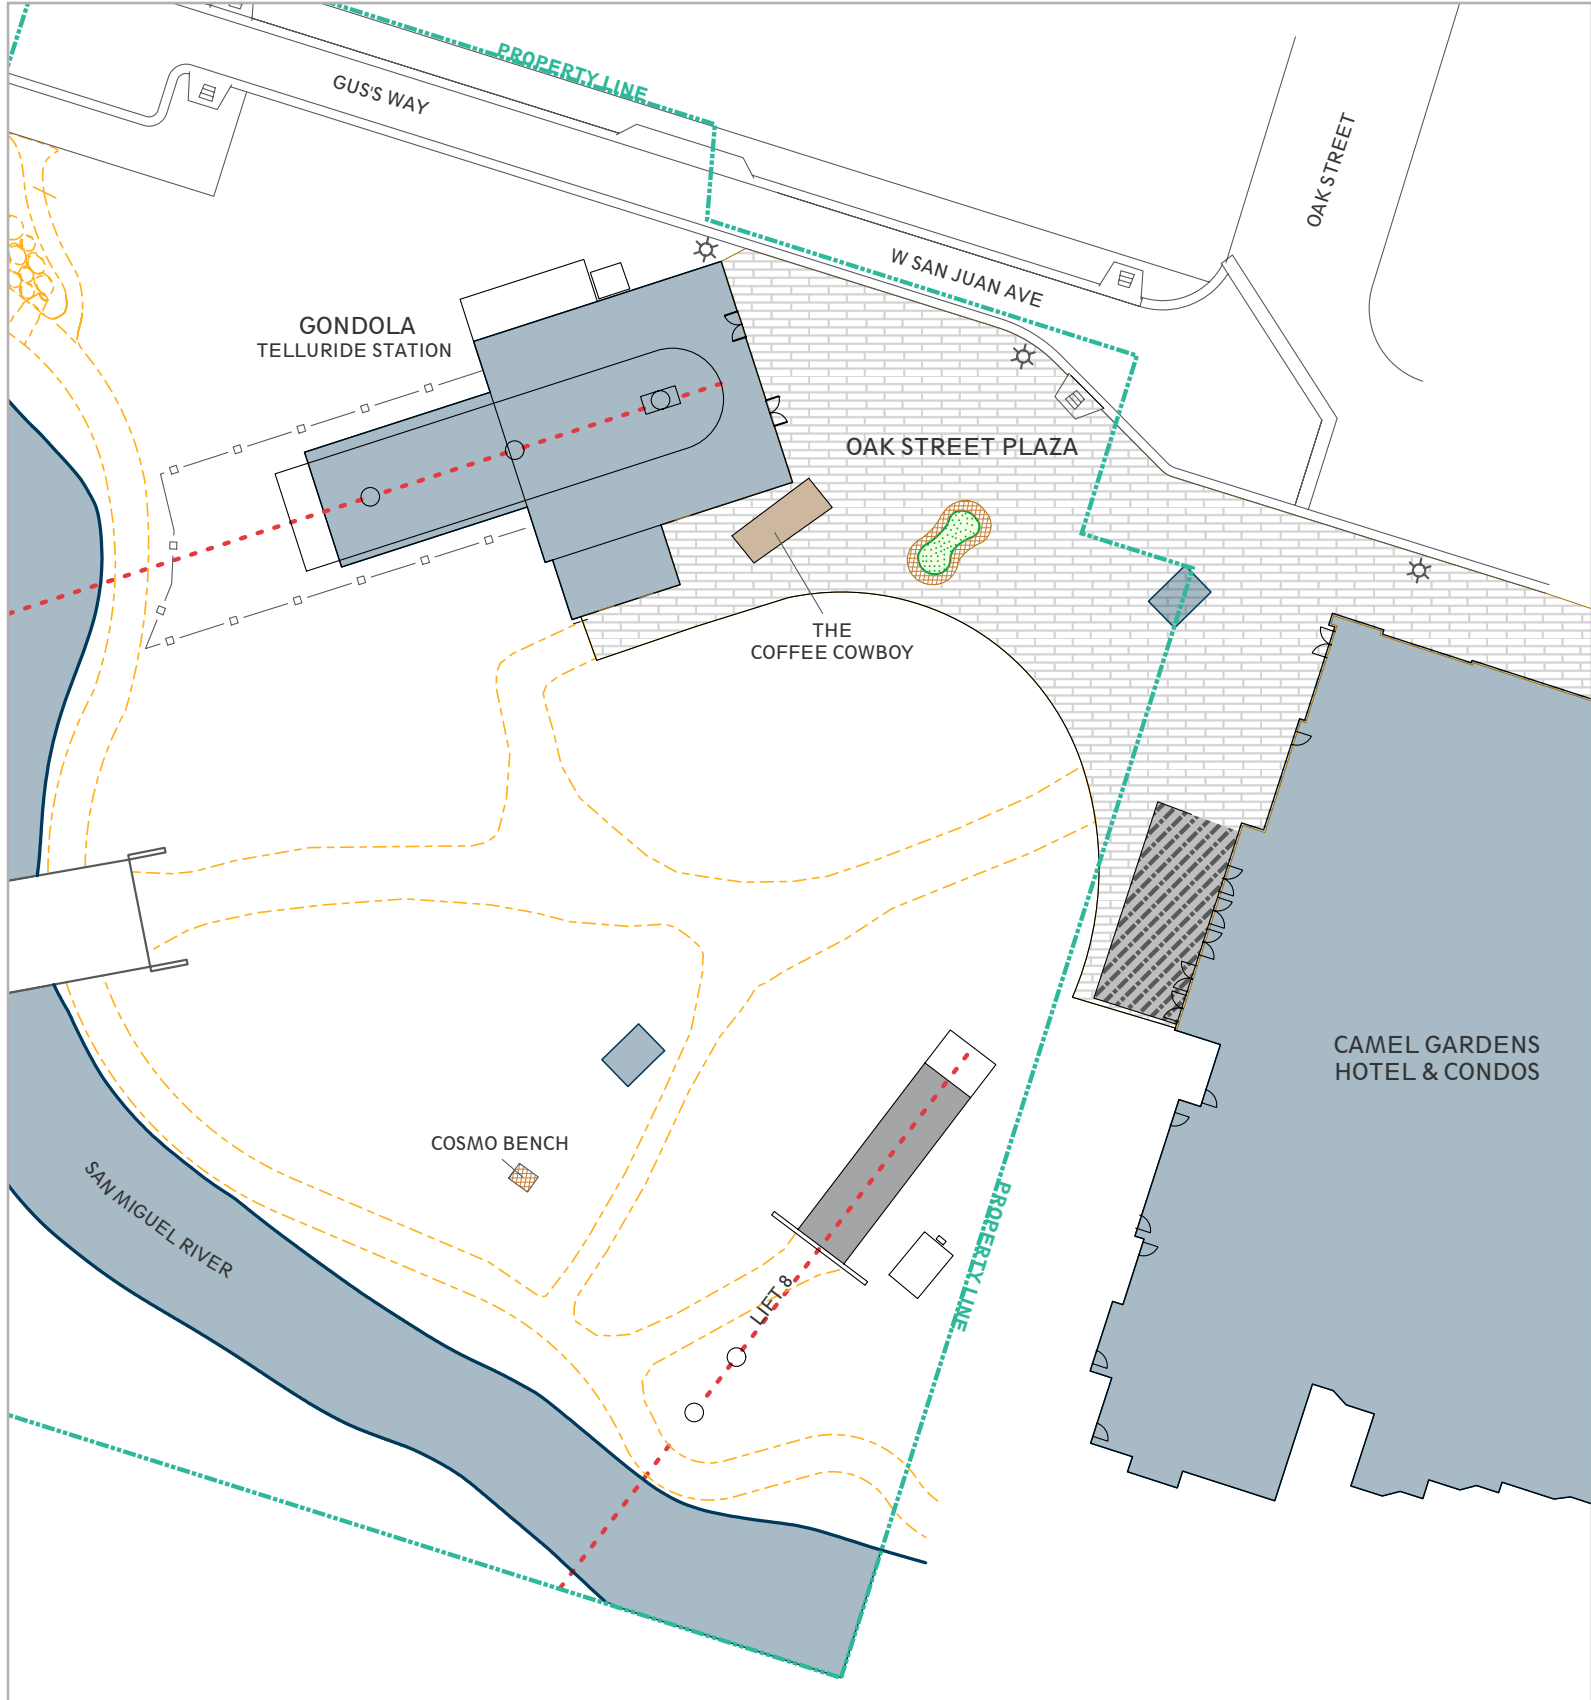 PROPERTY LINE
GUS'S WAY
OAK STREET
W SAN JUAN AVE
GONDOLA
TELLURIDE STATION
OAK STREET PLAZA
THE
COFFEE COWBOY
CAMEL GARDENS
HOTEL & CONDOS
COSMO BENCH
SAN MIGUEL RIVER
PROPERTY LINE
LIFT 8